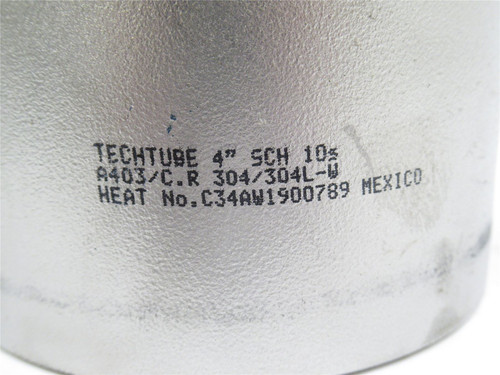 TECHTUBE 4" SCH 10s
A403/C.R 304/304L-W
HEAT No.C34AW1900789 MEXICO